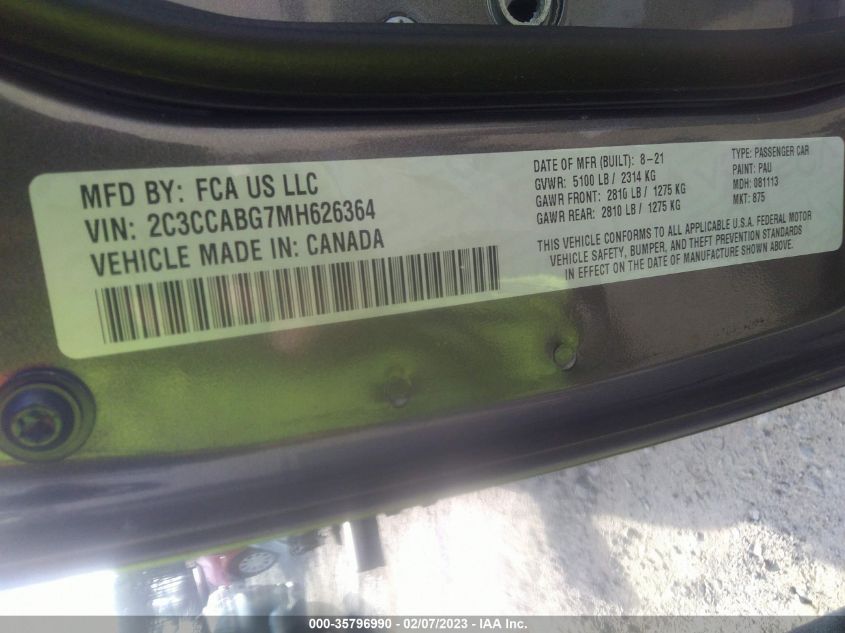 MFD BY: FCA US LLC
VIN: 2C3CCABG7MH626364
VEHICLE MADE IN: CANADA
DATE OF MFR (BUILT): 8-21
GVWR: 5100 LB / 2314 KG
GAWR FRONT: 2810 LB / 1275 KG
GAWR REAR: 2810 LB / 1275 KG
TYPE: PASSENGER CAR
PAINT: PAU
MDH: 081113
MKT: 875
THIS VEHICLE CONFORMS TO ALL APPLICABLE U.S.A. FEDERAL MOTOR
VEHICLE SAFETY, BUMPER, AND THEFT PREVENTION STANDARDS
IN EFFECT ON THE DATE OF MANUFACTURE SHOWN ABOVE.
000-35796990 - 02/07/2023 - IAA Inc.